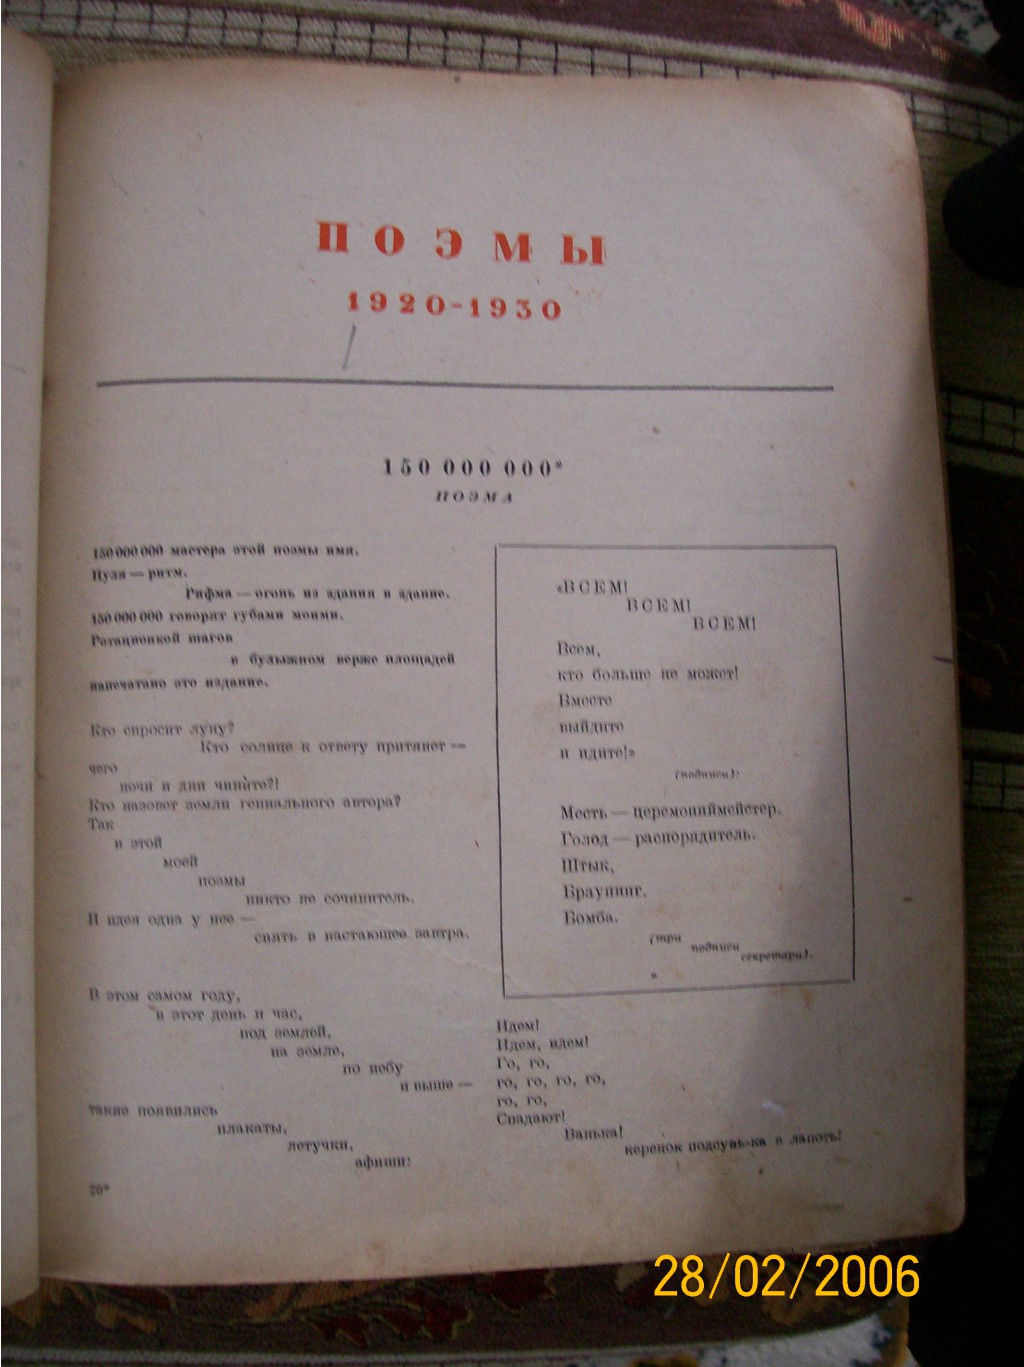 ПОЭМЫ
1920-1930
150 000 000*
ПОЭМА
150 000 000 мастера этой поэмы имя.
Пуля — ритм.
Рифма — огонь из здания в здание.
150 000 000 говорит губами моими.
Ротационкой шагов
в булыжном верже площадей
напечатано это издание.
Кто спросит луну?
Кто солнце к ответу притянет —
чего
ночи и дни чините?!
Кто назовет земли гениального автора?
Так
и этой
моей
поэмы
никто не сочинитель.
И идея одна у нее —
сиять в настающее завтра.
В этом самом году,
в этот день и час,
под землей,
на земле,
по небу
и выше —
такие появились
плакаты,
летучки,
афиши:
20*
«ВСЕМ!
ВСЕМ!
ВСЕМ!
Всем,
кто больше не может!
Вместе
выйдите
и идите!»
(подписи):
Месть — церемониймейстер.
Голод — распорядитель.
Штык.
Браунинг.
Бомба.
(три
подписи
секретари).
Идем!
Идем, идем!
Го, го,
го, го, го, го,
го, го,
Спадают!
Ванька!
керенок подсунь-ка в лапоть!
28/02/2006